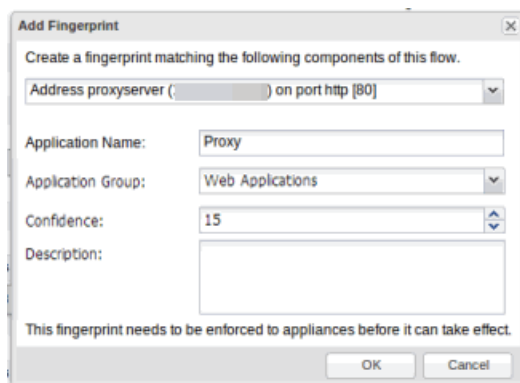 Add Fingerprint
Create a fingerprint matching the following components of this flow.
Address proxyserver ( ) on port http [80]
Application Name: Proxy
Application Group: Web Applications
Confidence: 15
Description:
This fingerprint needs to be enforced to appliances before it can take effect.
OK Cancel